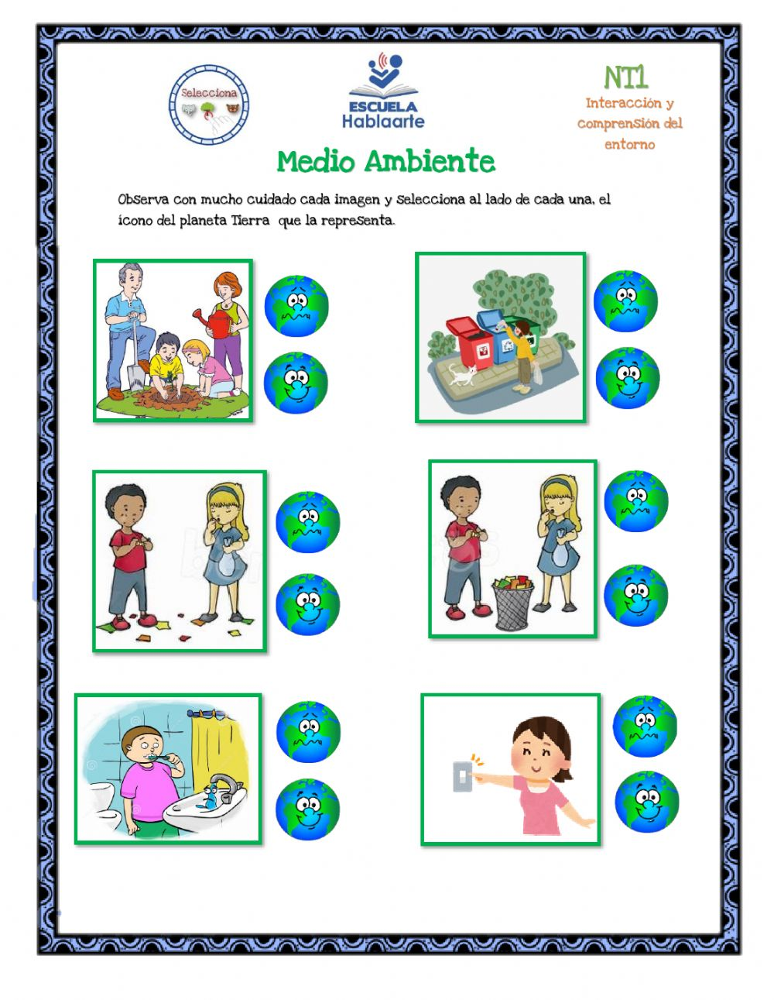 Selecciona
ESCUELA
Hablaarte
NT1
Interacción y
comprensión del
entorno
Medio Ambiente
Observa con mucho cuidado cada imagen y selecciona al lado de cada una, el
ícono del planeta Tierra que la representa.